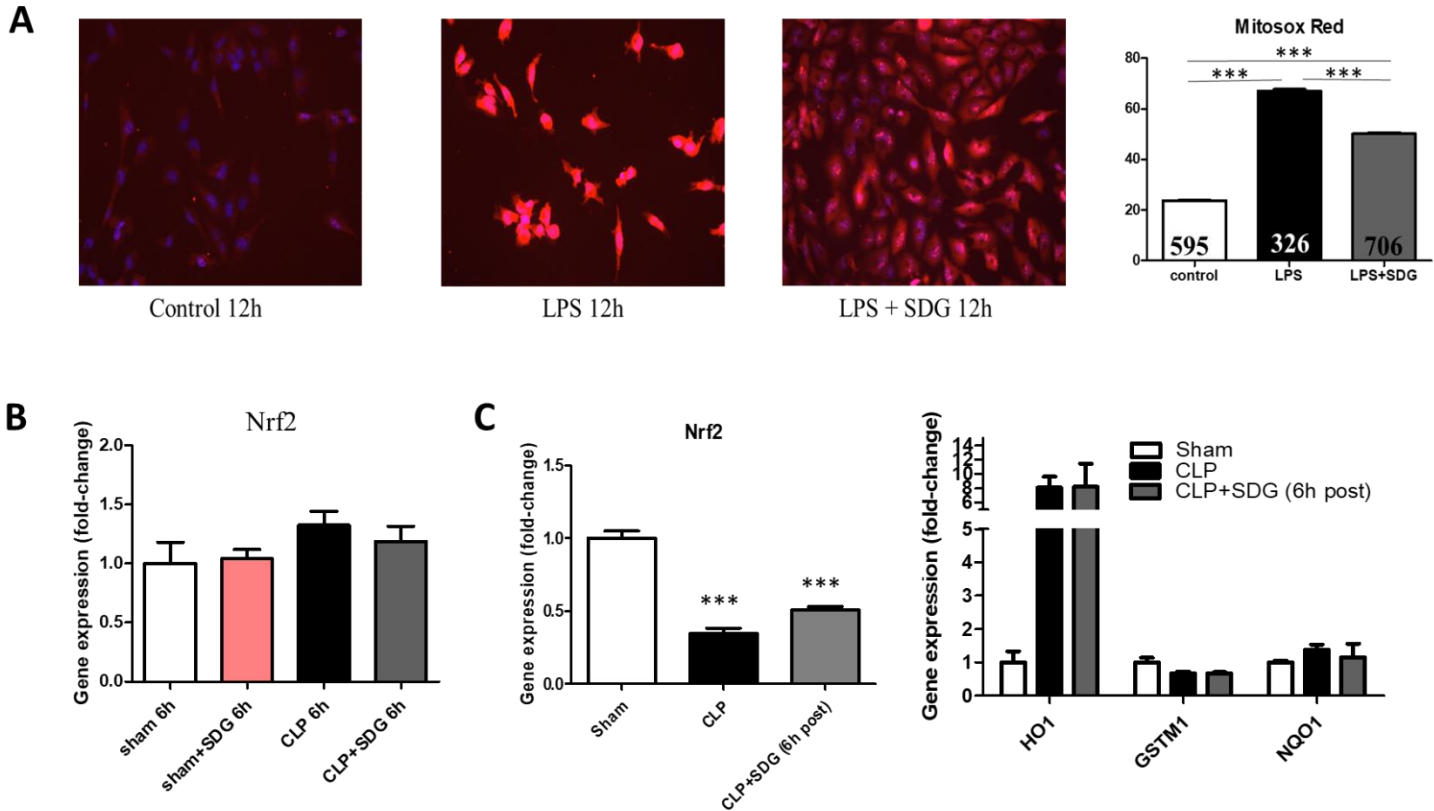 A
Mitosox Red
***
***
***
80
60
40
20
0
595
326
706
control
LPS
LPS+SDG
Control 12h
LPS 12h
LPS + SDG 12h
B
Nrf2
Gene expression (fold-change)
2.0
1.5
1.0
0.5
0.0
sham 6h
sham+SDG 6h
CLP 6h
CLP+SDG 6h
C
Nrf2
Gene expression (fold-change)
1.5
1.0
0.5
0.0
***
***
Sham
CLP
CLP+SDG (6h post)
Gene expression (fold-change)
14
12
10
8
6
5
4
3
2
1
0
Sham
CLP
CLP+SDG (6h post)
HO1
GSTM1
NQO1